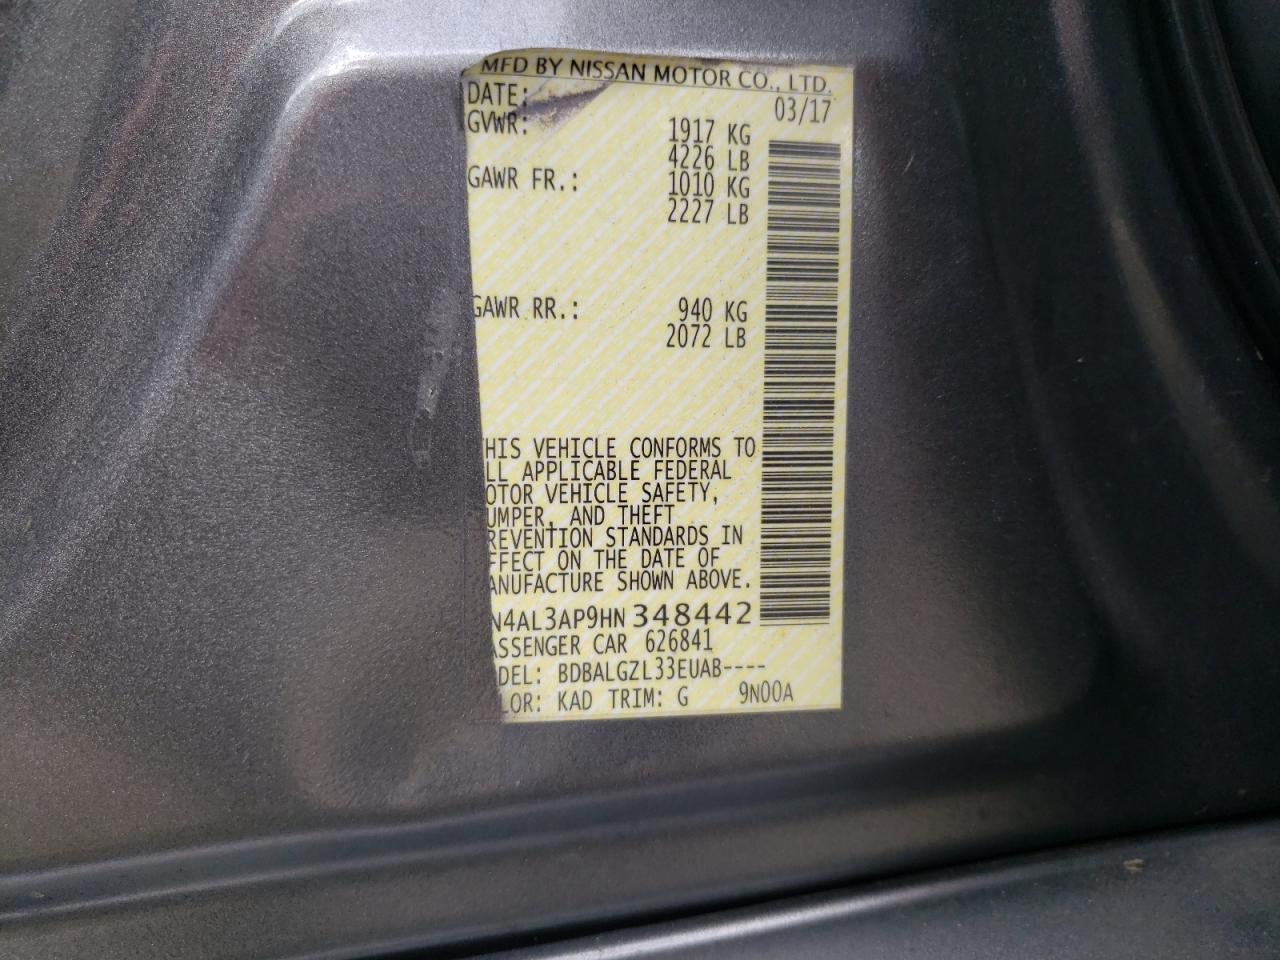 MFD BY NISSAN MOTOR CO., LTD.
DATE: 03/17
GVWR: 1917 KG
4226 LB
GAWR FR.: 1010 KG
2227 LB
GAWR RR.: 940 KG
2072 LB
HIS VEHICLE CONFORMS TO
LL APPLICABLE FEDERAL
OTOR VEHICLE SAFETY,
UMPER, AND THEFT
REVENTION STANDARDS IN
FFECT ON THE DATE OF
ANUFACTURE SHOWN ABOVE.
N4AL3AP9HN348442
ASSENGER CAR 626841
DEL: BDBALGZL33EUAB----
LOR: KAD TRIM: G 9N00A